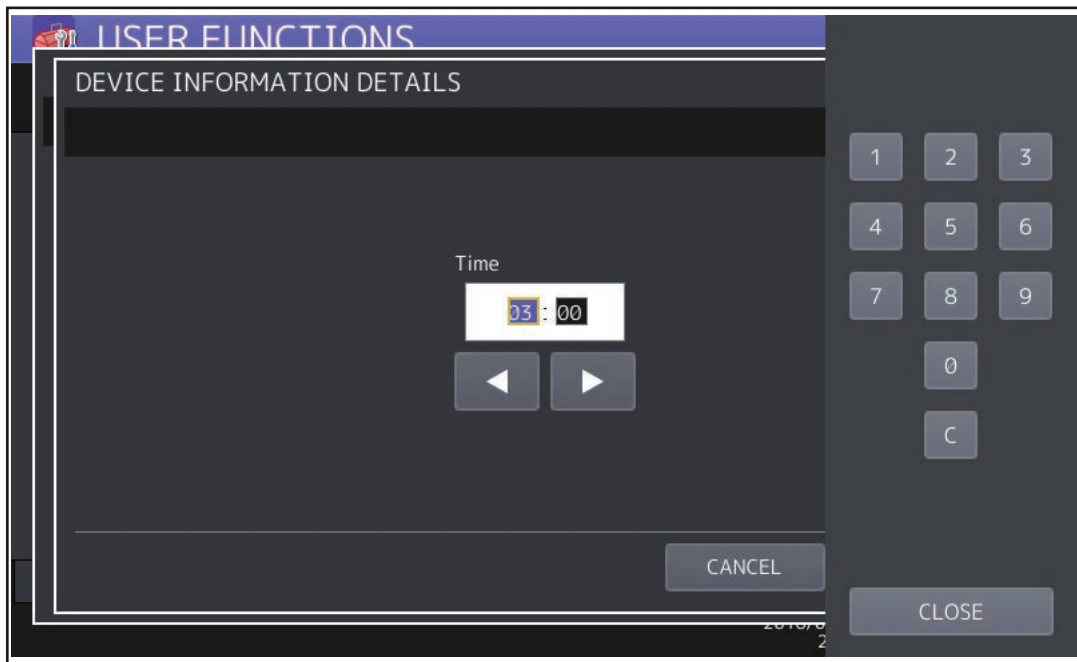 USER FUNCTIONS
DEVICE INFORMATION DETAILS
Time
03 : 00
1 2 3
4 5 6
7 8 9
0
C
CANCEL
CLOSE